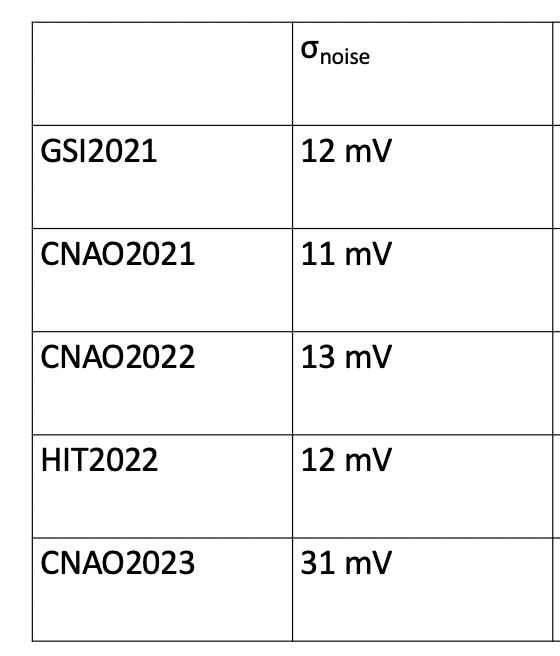 σnoise
GSI2021 12 mV
CNAO2021 11 mV
CNAO2022 13 mV
HIT2022 12 mV
CNAO2023 31 mV